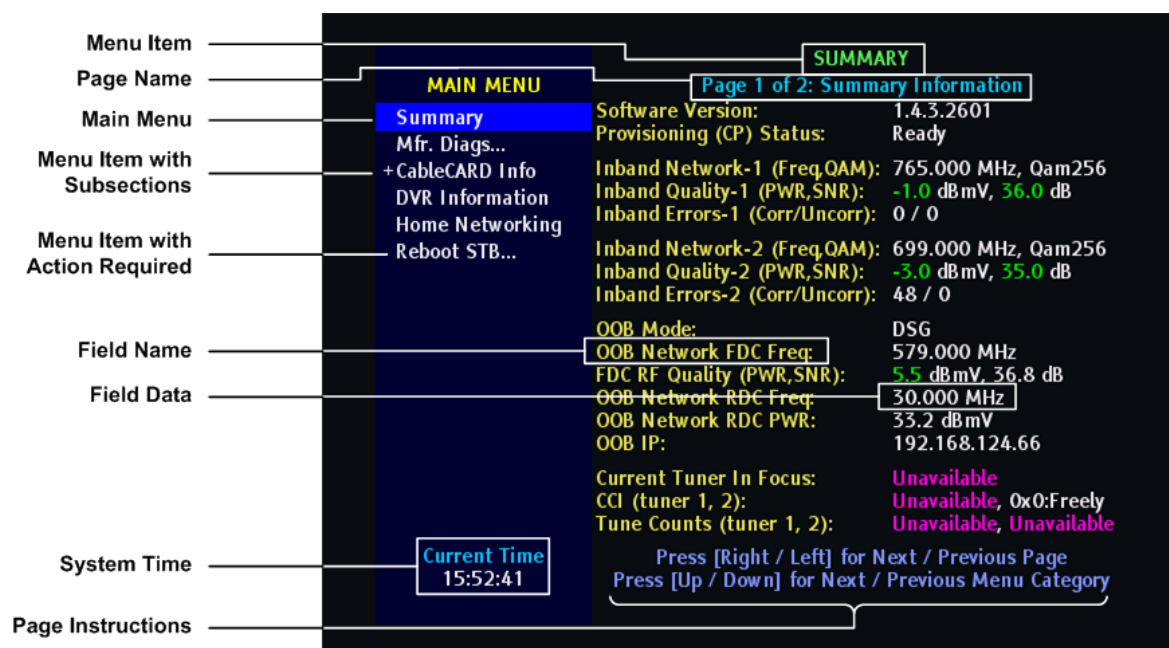 Menu Item
Page Name
Main Menu
Menu Item with
Subsections
Menu Item with
Action Required
Field Name
Field Data
System Time
Page Instructions
MAIN MENU
Summary
Mfr. Diags...
+CableCARD Info
DVR Information
Home Networking
Reboot STB...
Current Time
15:52:41
SUMMARY
Page 1 of 2: Summary Information
Software Version: 1.4.3.2601
Provisioning (CP) Status: Ready
Inband Network-1 (Freq,QAM): 765.000 MHz, Qam256
Inband Quality-1 (PWR,SNR): -1.0 dBmV, 36.0 dB
Inband Errors-1 (Corr/Uncorr): 0 / 0
Inband Network-2 (Freq,QAM): 699.000 MHz, Qam256
Inband Quality-2 (PWR,SNR): -3.0 dBmV, 35.0 dB
Inband Errors-2 (Corr/Uncorr): 48 / 0
OOB Mode: DSG
OOB Network FDC Freq: 579.000 MHz
FDC RF Quality (PWR,SNR): 5.5 dBmV, 36.8 dB
OOB Network RDC Freq: 30.000 MHz
OOB Network RDC PWR: 33.2 dBmV
OOB IP: 192.168.124.66
Current Tuner In Focus: Unavailable
CCI (tuner 1, 2): Unavailable, 0x0:Freely
Tune Counts (tuner 1, 2): Unavailable, Unavailable
Press [Right / Left] for Next / Previous Page
Press [Up / Down] for Next / Previous Menu Category